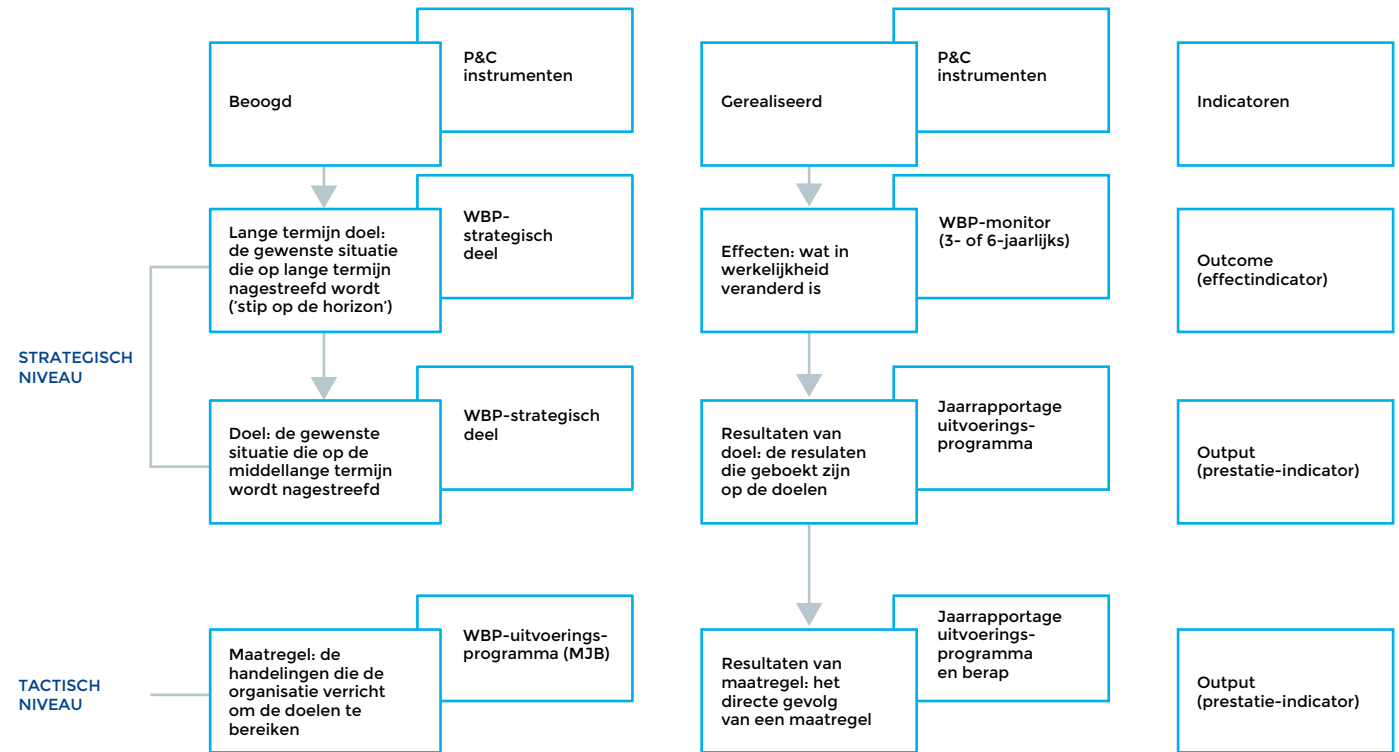 Beoogd
P&C
instrumenten
Gerealiseerd
P&C
instrumenten
Indicatoren
STRATEGISCH
NIVEAU
Lange termijn doel:
de gewenste situatie
die op lange termijn
nagestreefd wordt
('stip op de horizon')
WBP-
strategisch
deel
Effecten: wat in
werkelijkheid
veranderd is
WBP-monitor
(3- of 6-jaarlijks)
Outcome
(effectindicator)
Doel: de gewenste
situatie die op de
middellange termijn
wordt nagestreefd
WBP-strategisch
deel
Resultaten van
doel: de resulaten
die geboekt zijn
op de doelen
Jaarrapportage
uitvoerings-
programma
Output
(prestatie-indicator)
TACTISCH
NIVEAU
Maatregel: de
handelingen die de
organisatie verricht
om de doelen te
bereiken
WBP-uitvoerings-
programma (MJB)
Resultaten van
maatregel: het
directe gevolg
van een maatregel
Jaarrapportage
uitvoerings-
programma
en berap
Output
(prestatie-indicator)